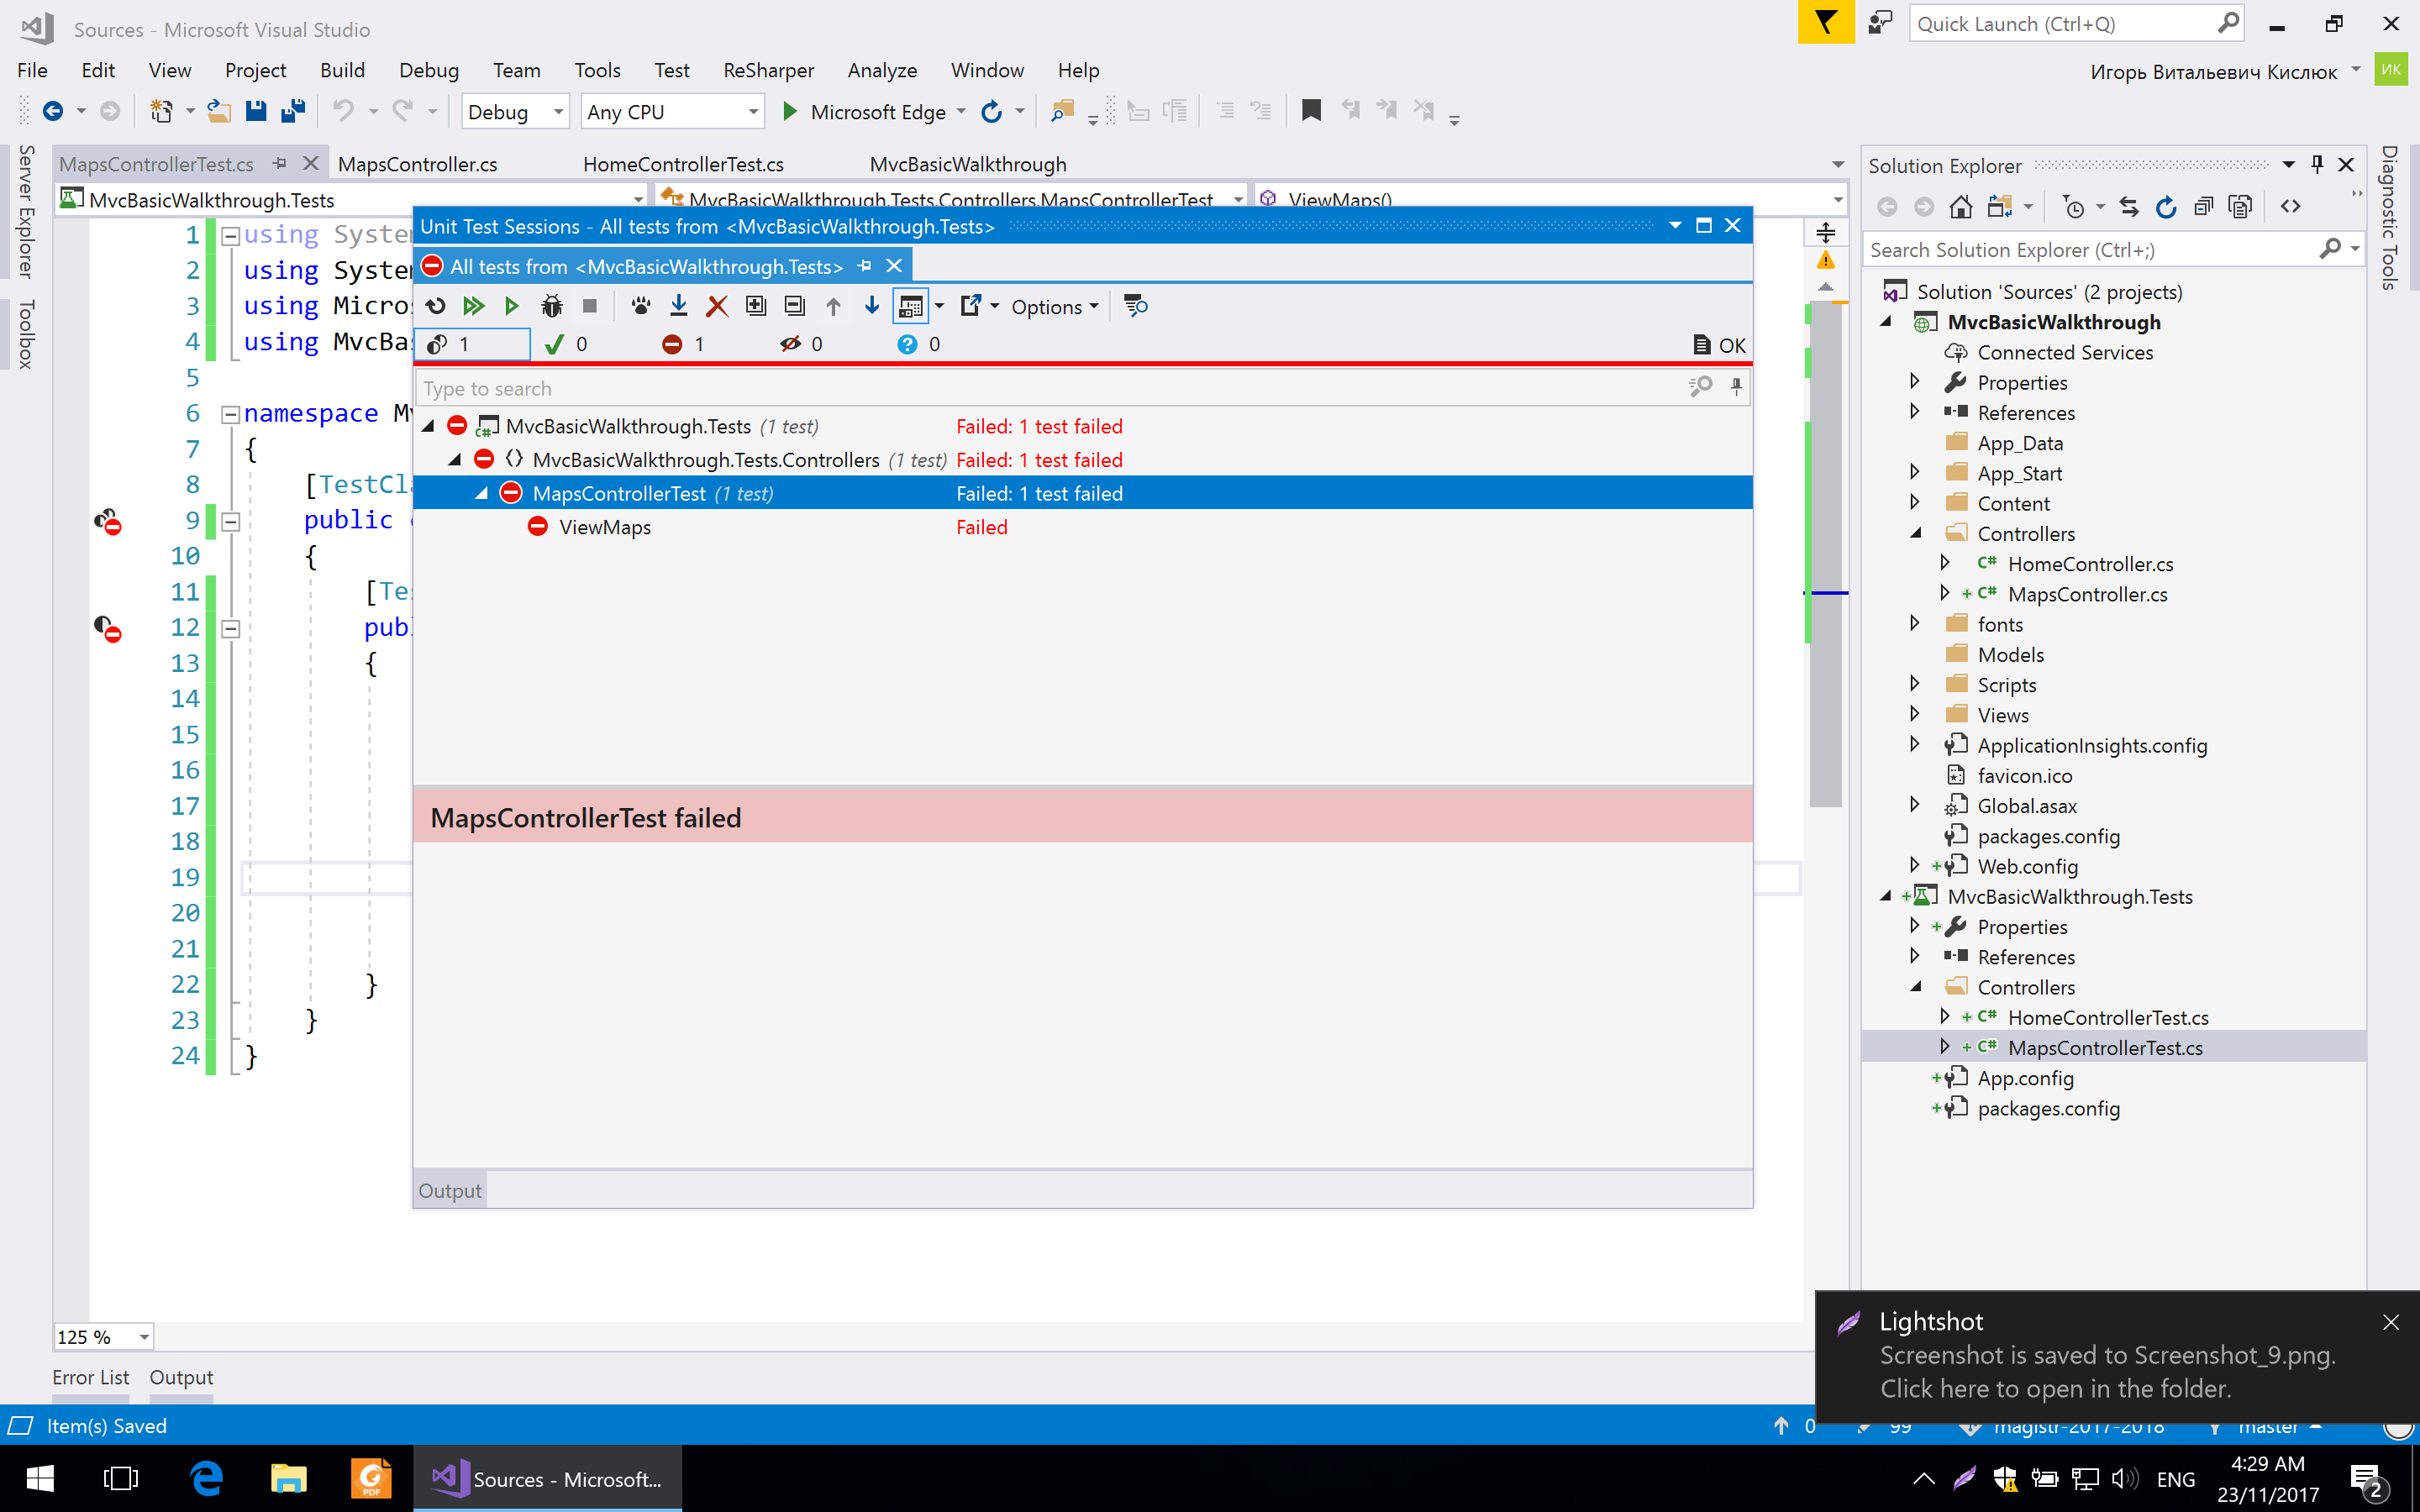 Sources - Microsoft Visual Studio
Quick Launch (Ctrl+Q)
File Edit View Project Build Debug Team Tools Test ReSharper Analyze Window Help
Игорь Витальевич Кислюк
ИК
Debug Any CPU Microsoft Edge
Server Explorer
Toolbox
MapsControllerTest.cs MapsController.cs HomeControllerTest.cs MvcBasicWalkthrough
MvcBasicWalkthrough.Tests MvcBasicWalkthrough.Tests.Controllers.MapsControllerTest ViewMaps()
1 using System
2 using System
3 using Micros
4 using MvcBas
5
6 namespace Mv
7 {
8 [TestCla
9 public c
10 {
11 [Tes
12 publ
13 {
14
15
16
17
18
19
20
21
22 }
23 }
24 }
Unit Test Sessions - All tests from <MvcBasicWalkthrough.Tests>
All tests from <MvcBasicWalkthrough.Tests>
Options
1 0 1 0 0 OK
Type to search
MvcBasicWalkthrough.Tests (1 test) Failed: 1 test failed
MvcBasicWalkthrough.Tests.Controllers (1 test) Failed: 1 test failed
MapsControllerTest (1 test) Failed: 1 test failed
ViewMaps Failed
MapsControllerTest failed
Output
125 %
Error List Output
Item(s) Saved
0 99 magistr-2017-2018 master
Solution Explorer
Search Solution Explorer (Ctrl+;)
Solution 'Sources' (2 projects)
MvcBasicWalkthrough
Connected Services
Properties
References
App_Data
App_Start
Content
Controllers
C# HomeController.cs
C# MapsController.cs
fonts
Models
Scripts
Views
ApplicationInsights.config
favicon.ico
Global.asax
packages.config
Web.config
MvcBasicWalkthrough.Tests
Properties
References
Controllers
C# HomeControllerTest.cs
C# MapsControllerTest.cs
App.config
packages.config
Diagnostic Tools
Lightshot
Screenshot is saved to Screenshot_9.png.
Click here to open in the folder.
PDF
Sources - Microsoft...
ENG
4:29 AM
23/11/2017
2